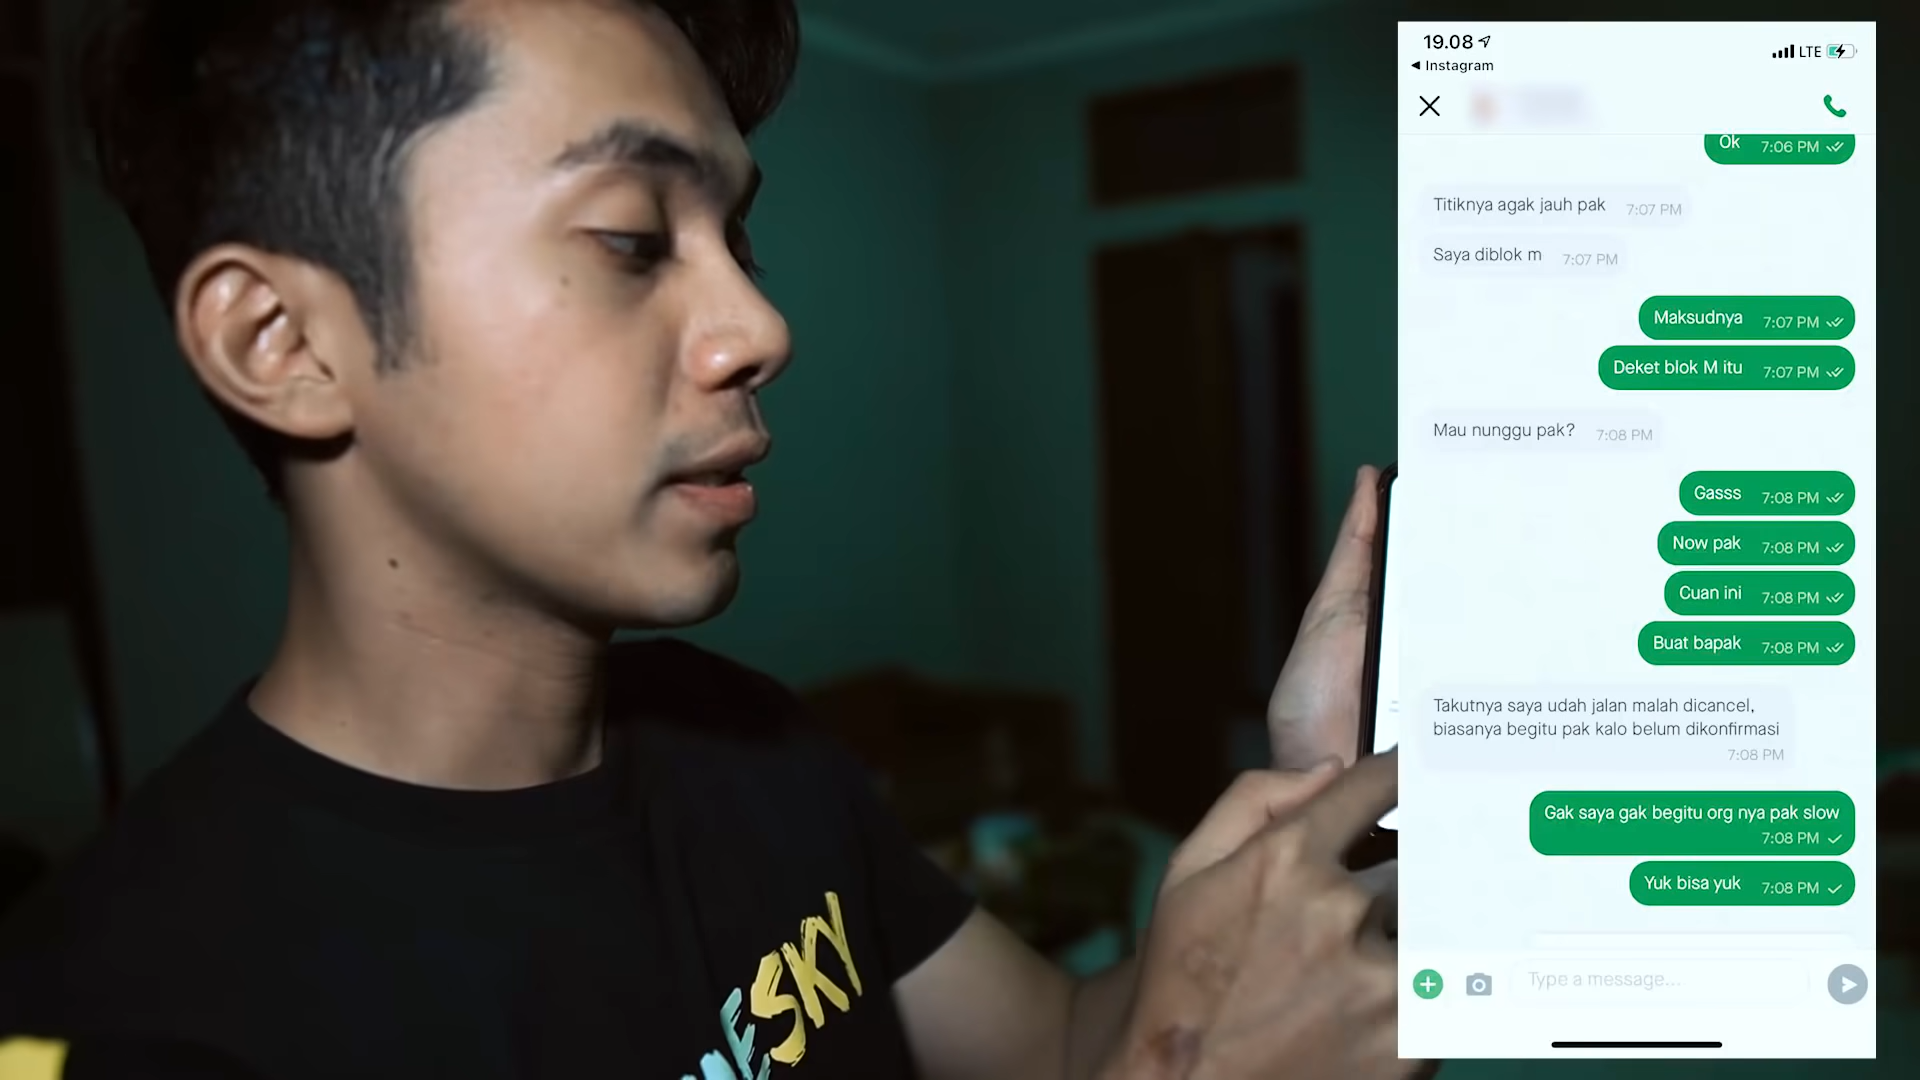 19.08
LTE
◄ Instagram
Ok 7:06 PM
Titiknya agak jauh pak 7:07 PM
Saya diblok m 7:07 PM
Maksudnya 7:07 PM
Deket blok M itu 7:07 PM
Mau nunggu pak? 7:08 PM
Gasss 7:08 PM
Now pak 7:08 PM
Cuan ini 7:08 PM
Buat bapak 7:08 PM
Takutnya saya udah jalan malah dicancel,
biasanya begitu pak kalo belum dikonfirmasi
7:08 PM
Gak saya gak begitu org nya pak slow
7:08 PM
Yuk bisa yuk 7:08 PM
Type a message...
SKY